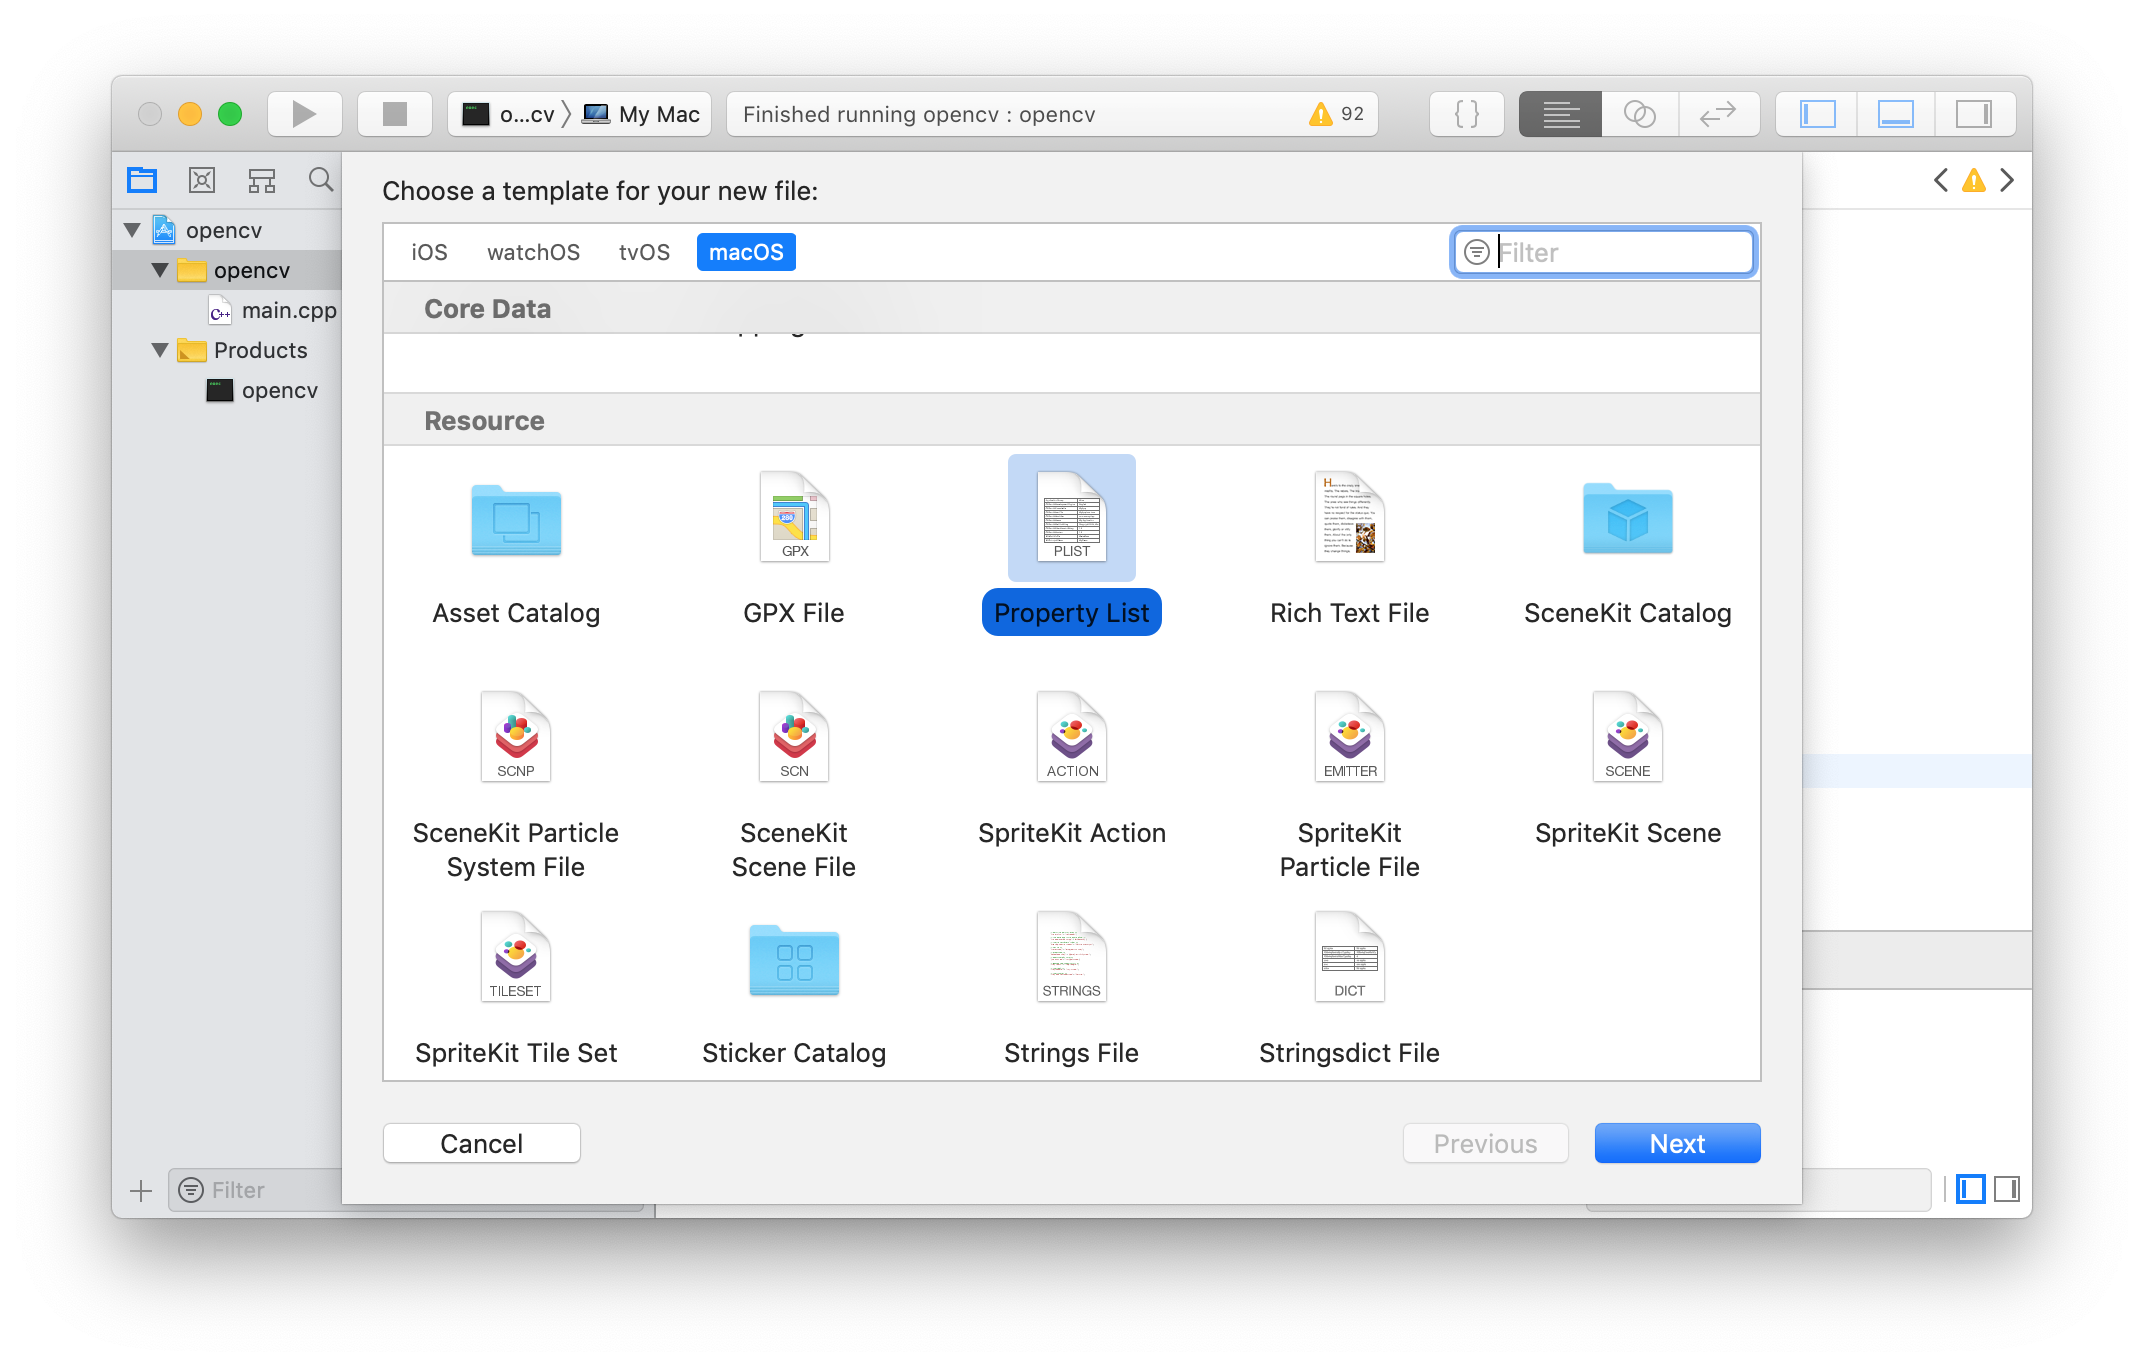 o...cv
My Mac
Finished running opencv : opencv
92
{ }
Choose a template for your new file:
opencv
opencv
main.cpp
Products
opencv
iOS
watchOS
tvOS
macOS
Filter
Core Data
Resource
GPX
PLIST
Asset Catalog
GPX File
Property List
Rich Text File
SceneKit Catalog
SCNP
SCN
ACTION
EMITTER
SCENE
SceneKit Particle
System File
SceneKit
Scene File
SpriteKit Action
SpriteKit
Particle File
SpriteKit Scene
TILESET
STRINGS
DICT
SpriteKit Tile Set
Sticker Catalog
Strings File
Stringsdict File
Cancel
Previous
Next
Filter